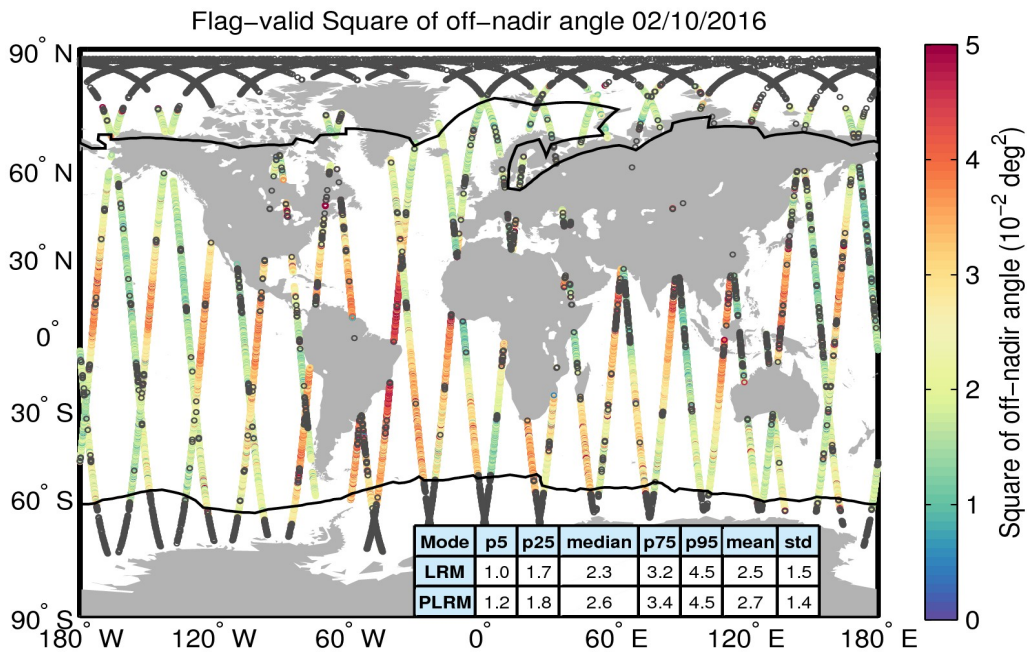 Flag−valid Square of off−nadir angle 02/10/2016
90° N
60° N
30° N
0°
30° S
60° S
90° S
180° W
120° W
60° W
0°
60° E
120° E
180° E
Mode p5 p25 median p75 p95 mean std
LRM 1.0 1.7 2.3 3.2 4.5 2.5 1.5
PLRM 1.2 1.8 2.6 3.4 4.5 2.7 1.4
5
4
3
2
1
0
Square of off−nadir angle (10⁻² deg²)